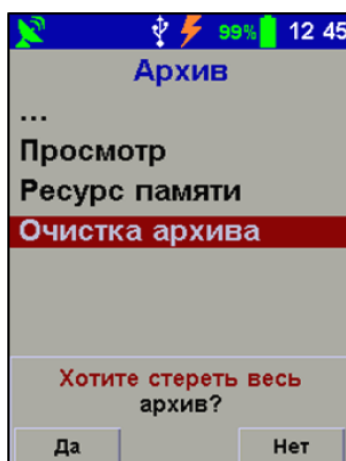 99% 12 45
Архив
...
Просмотр
Ресурс памяти
Очистка архива
Хотите стереть весь
архив?
Да Нет